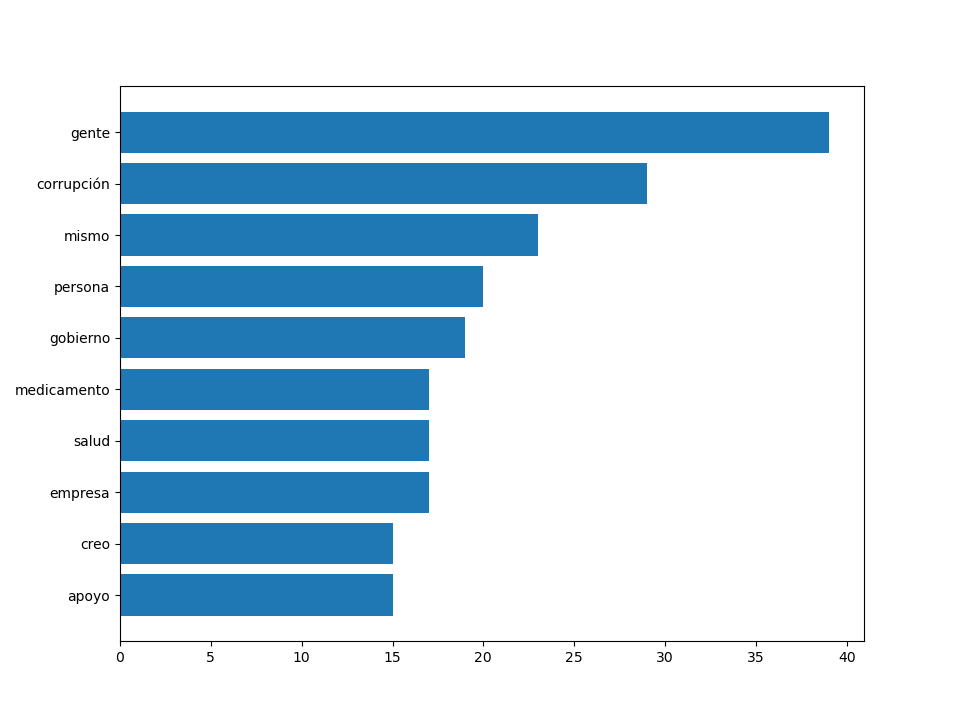 gente
corrupción
mismo
persona
gobierno
medicamento
salud
empresa
creo
apoyo
0 5 10 15 20 25 30 35 40